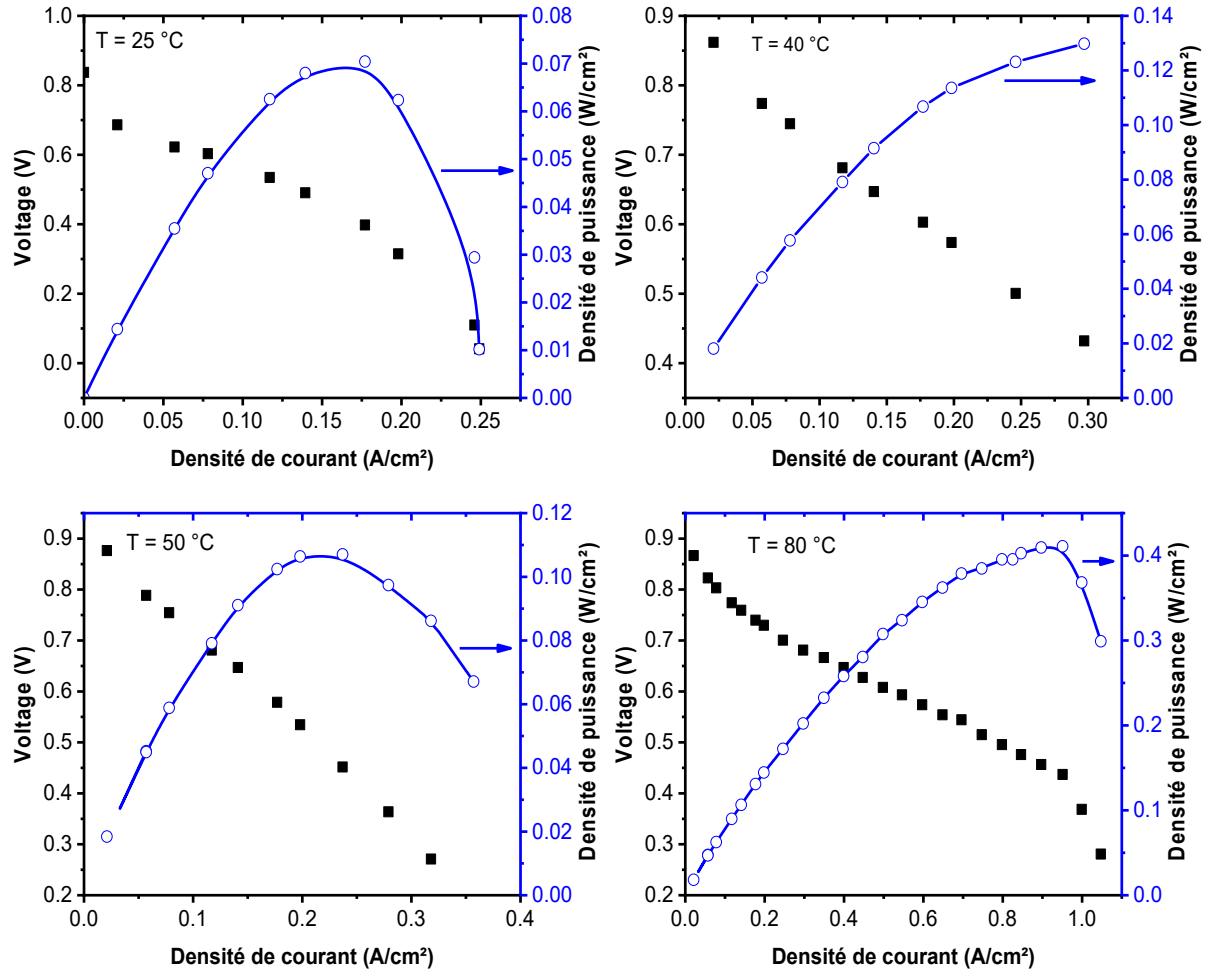 T = 25 °C
1.0
0.8
0.6
0.4
0.2
0.0
Voltage (V)
0.00 0.05 0.10 0.15 0.20 0.25
Densité de courant (A/cm²)
0.08
0.07
0.06
0.05
0.04
0.03
0.02
0.01
0.00
Densité de puissance (W/cm²)
T = 40 °C
0.9
0.8
0.7
0.6
0.5
0.4
Voltage (V)
0.00 0.05 0.10 0.15 0.20 0.25 0.30
Densité de courant (A/cm²)
0.14
0.12
0.10
0.08
0.06
0.04
0.02
0.00
Densité de puissance (W/cm²)
T = 50 °C
0.9
0.8
0.7
0.6
0.5
0.4
0.3
0.2
Voltage (V)
0.0 0.1 0.2 0.3 0.4
Densité de courant (A/cm²)
0.12
0.10
0.08
0.06
0.04
0.02
0.00
Densité de puissance (W/cm²)
T = 80 °C
0.9
0.8
0.7
0.6
0.5
0.4
0.3
0.2
Voltage (V)
0.0 0.2 0.4 0.6 0.8 1.0
Densité de courant (A/cm²)
0.4
0.3
0.2
0.1
0.0
Densité de puissance (W/cm²)